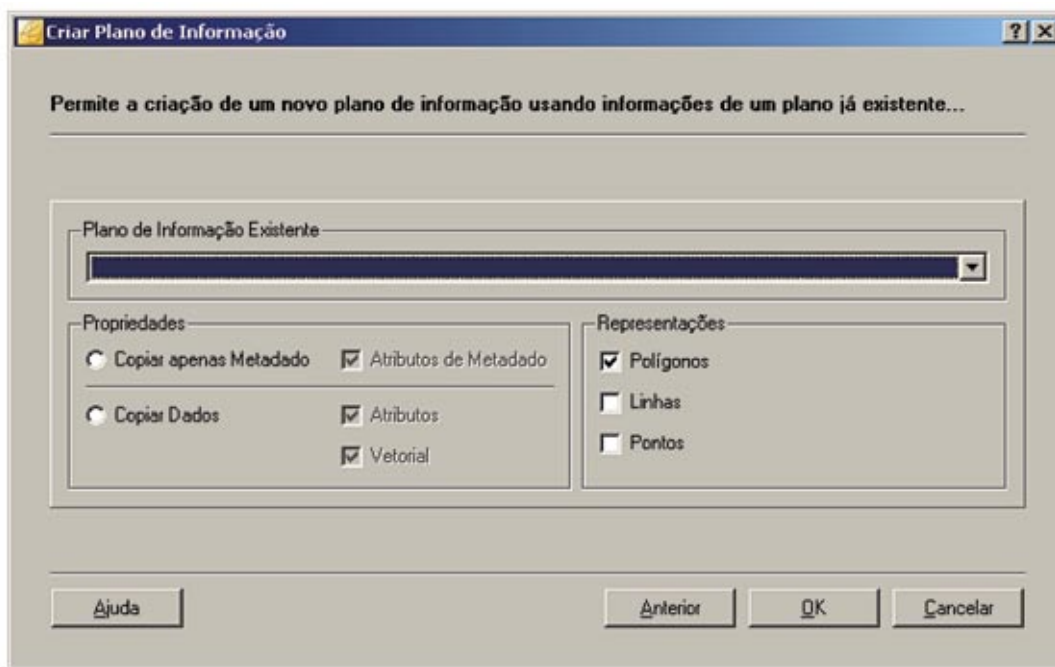 Criar Plano de Informação
Permite a criação de um novo plano de informação usando informações de um plano já existente...
Plano de Informação Existente
Propriedades
Copiar apenas Metadado
Atributos de Metadado
Copiar Dados
Atributos
Vetorial
Representações
Polígonos
Linhas
Pontos
Ajuda
Anterior
OK
Cancelar